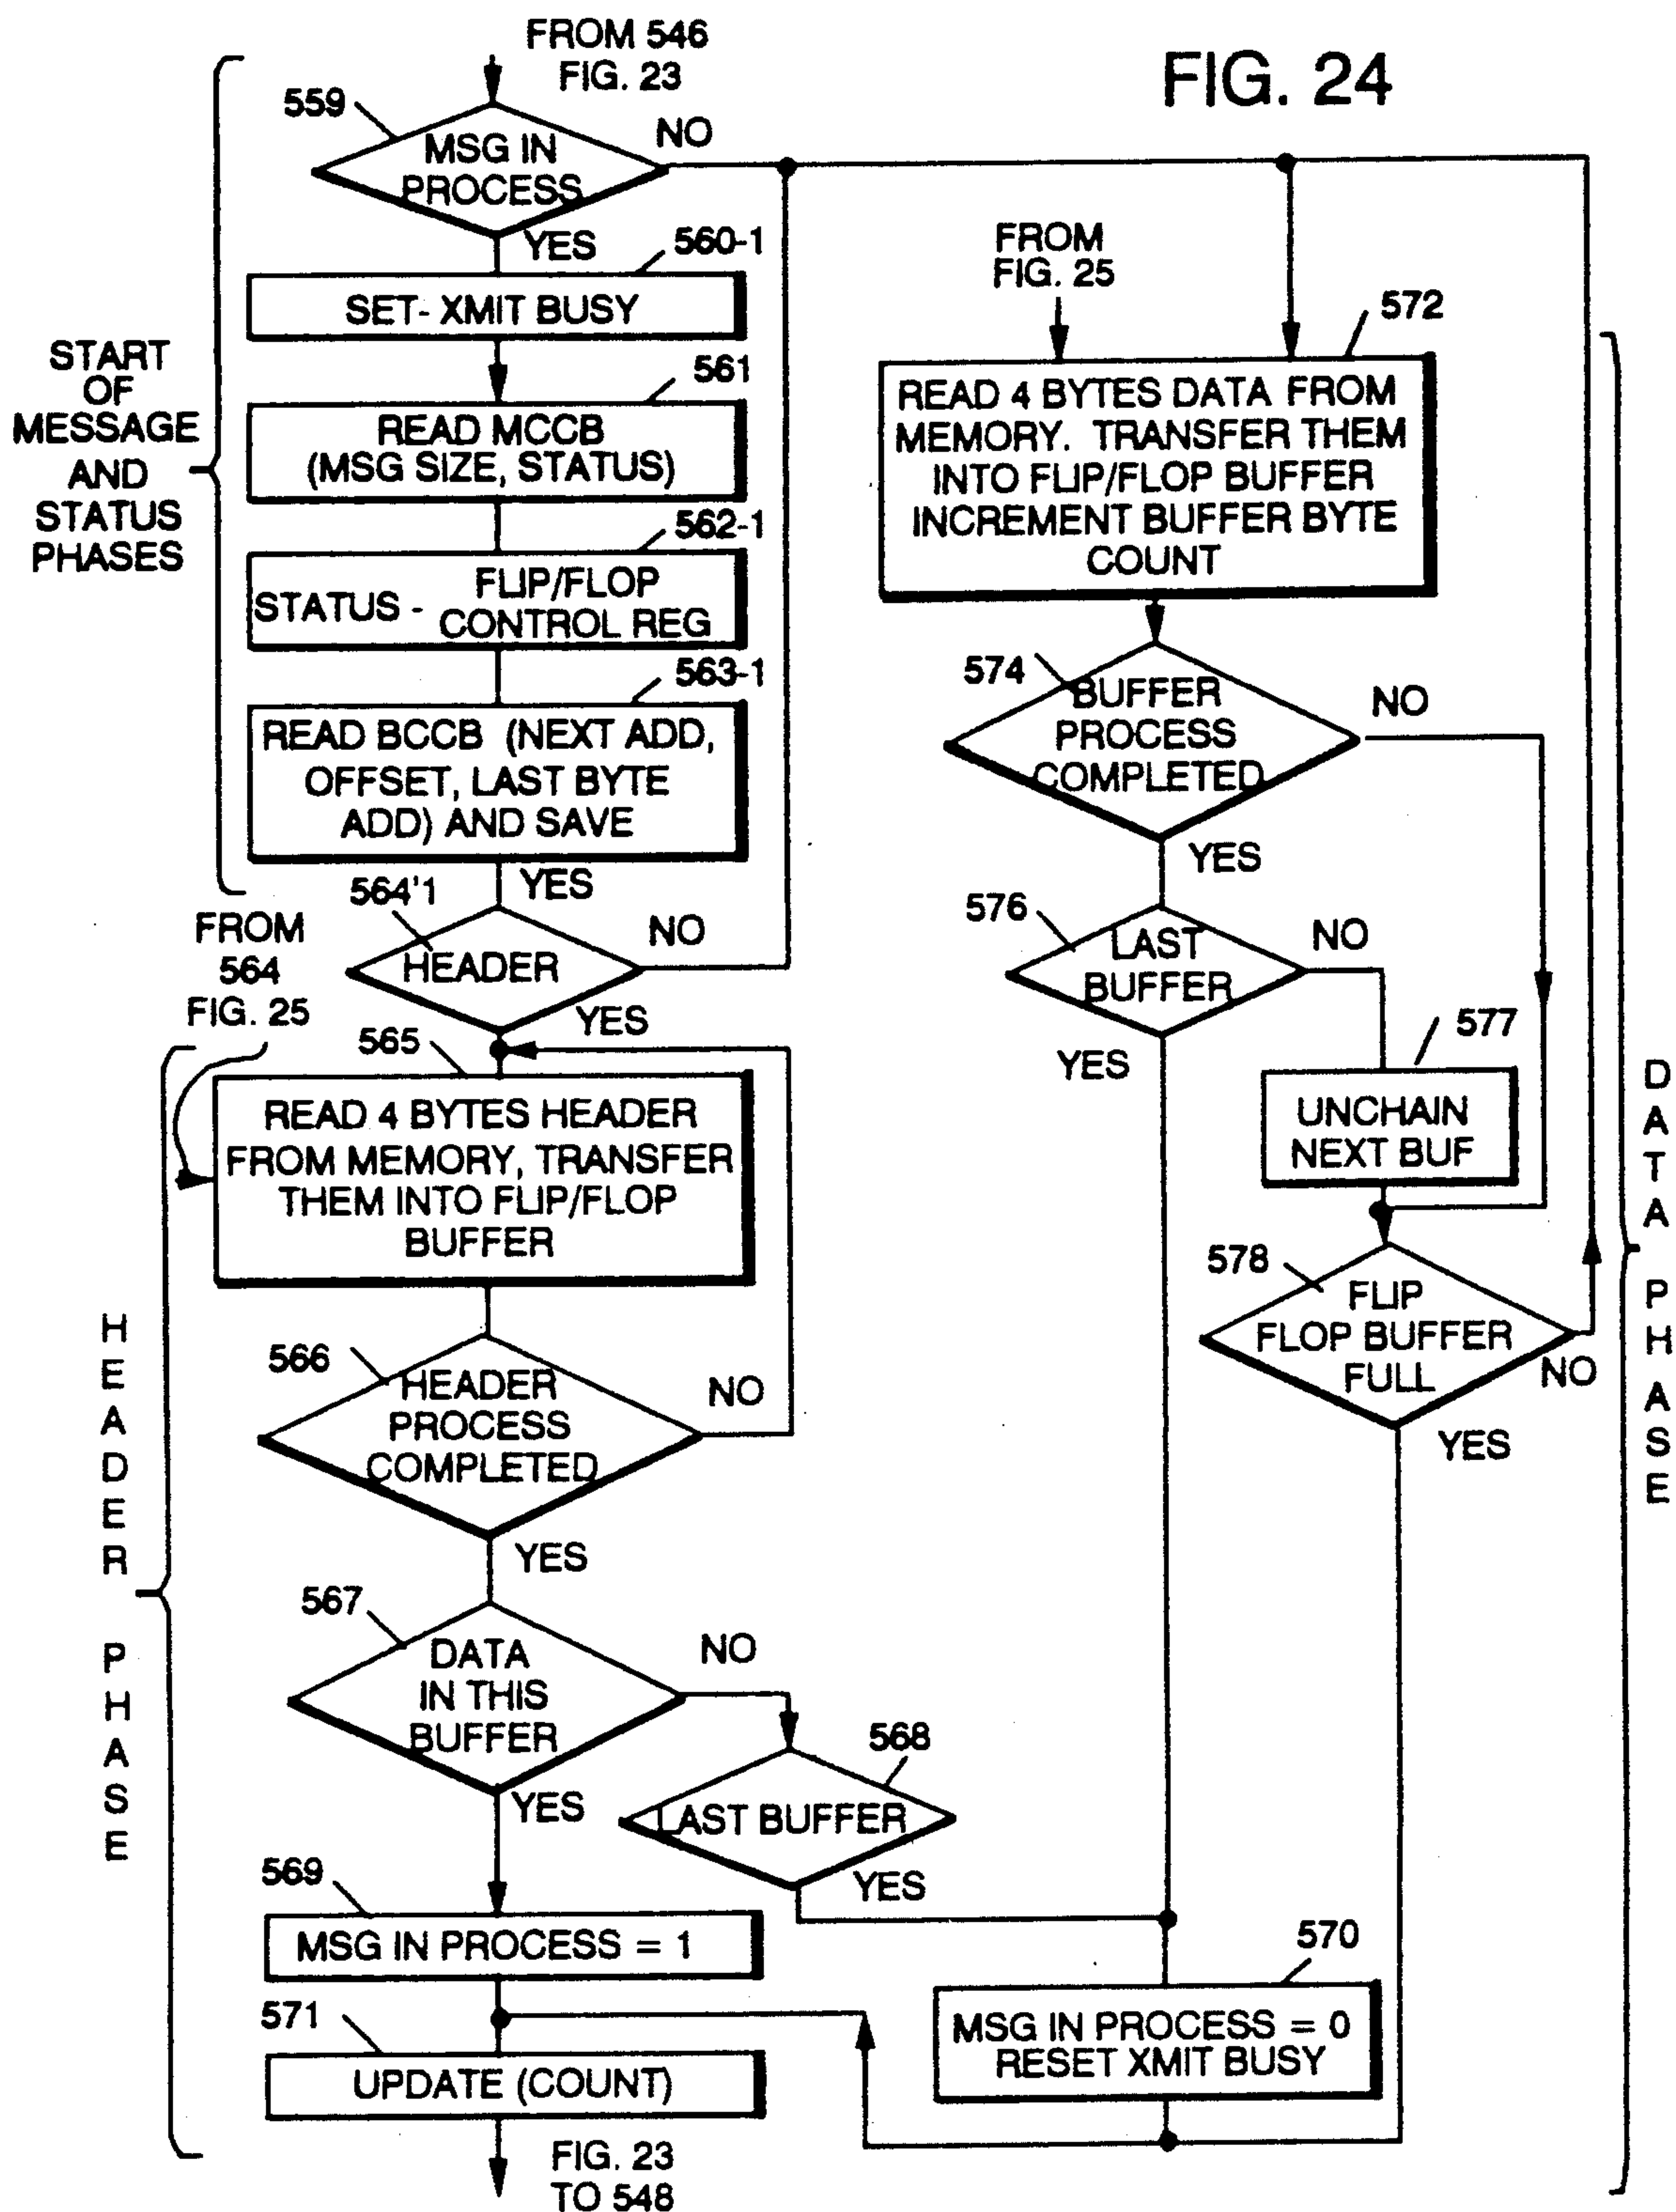 FROM 546
FIG. 23
FIG. 24
559
MSG IN
PROCESS
NO
YES
560-1
SET- XMIT BUSY
561
READ MCCB
(MSG SIZE, STATUS)
562-1
STATUS - FLIP/FLOP
CONTROL REG
563-1
READ BCCB (NEXT ADD,
OFFSET, LAST BYTE
ADD) AND SAVE
START
OF
MESSAGE
AND
STATUS
PHASES
YES
564'1
HEADER
NO
YES
FROM
564
FIG. 25
565
READ 4 BYTES HEADER
FROM MEMORY, TRANSFER
THEM INTO FLIP/FLOP
BUFFER
566
HEADER
PROCESS
COMPLETED
NO
YES
567
DATA
IN THIS
BUFFER
NO
YES
568
LAST BUFFER
YES
569
MSG IN PROCESS = 1
571
UPDATE (COUNT)
FIG. 23
TO 548
HEADER PHASE
FROM
FIG. 25
572
READ 4 BYTES DATA FROM
MEMORY. TRANSFER THEM
INTO FLIP/FLOP BUFFER
INCREMENT BUFFER BYTE
COUNT
574
BUFFER
PROCESS
COMPLETED
NO
YES
576
LAST
BUFFER
NO
YES
577
UNCHAIN
NEXT BUF
578
FLIP
FLOP BUFFER
FULL
NO
YES
570
MSG IN PROCESS = 0
RESET XMIT BUSY
DATA PHASE